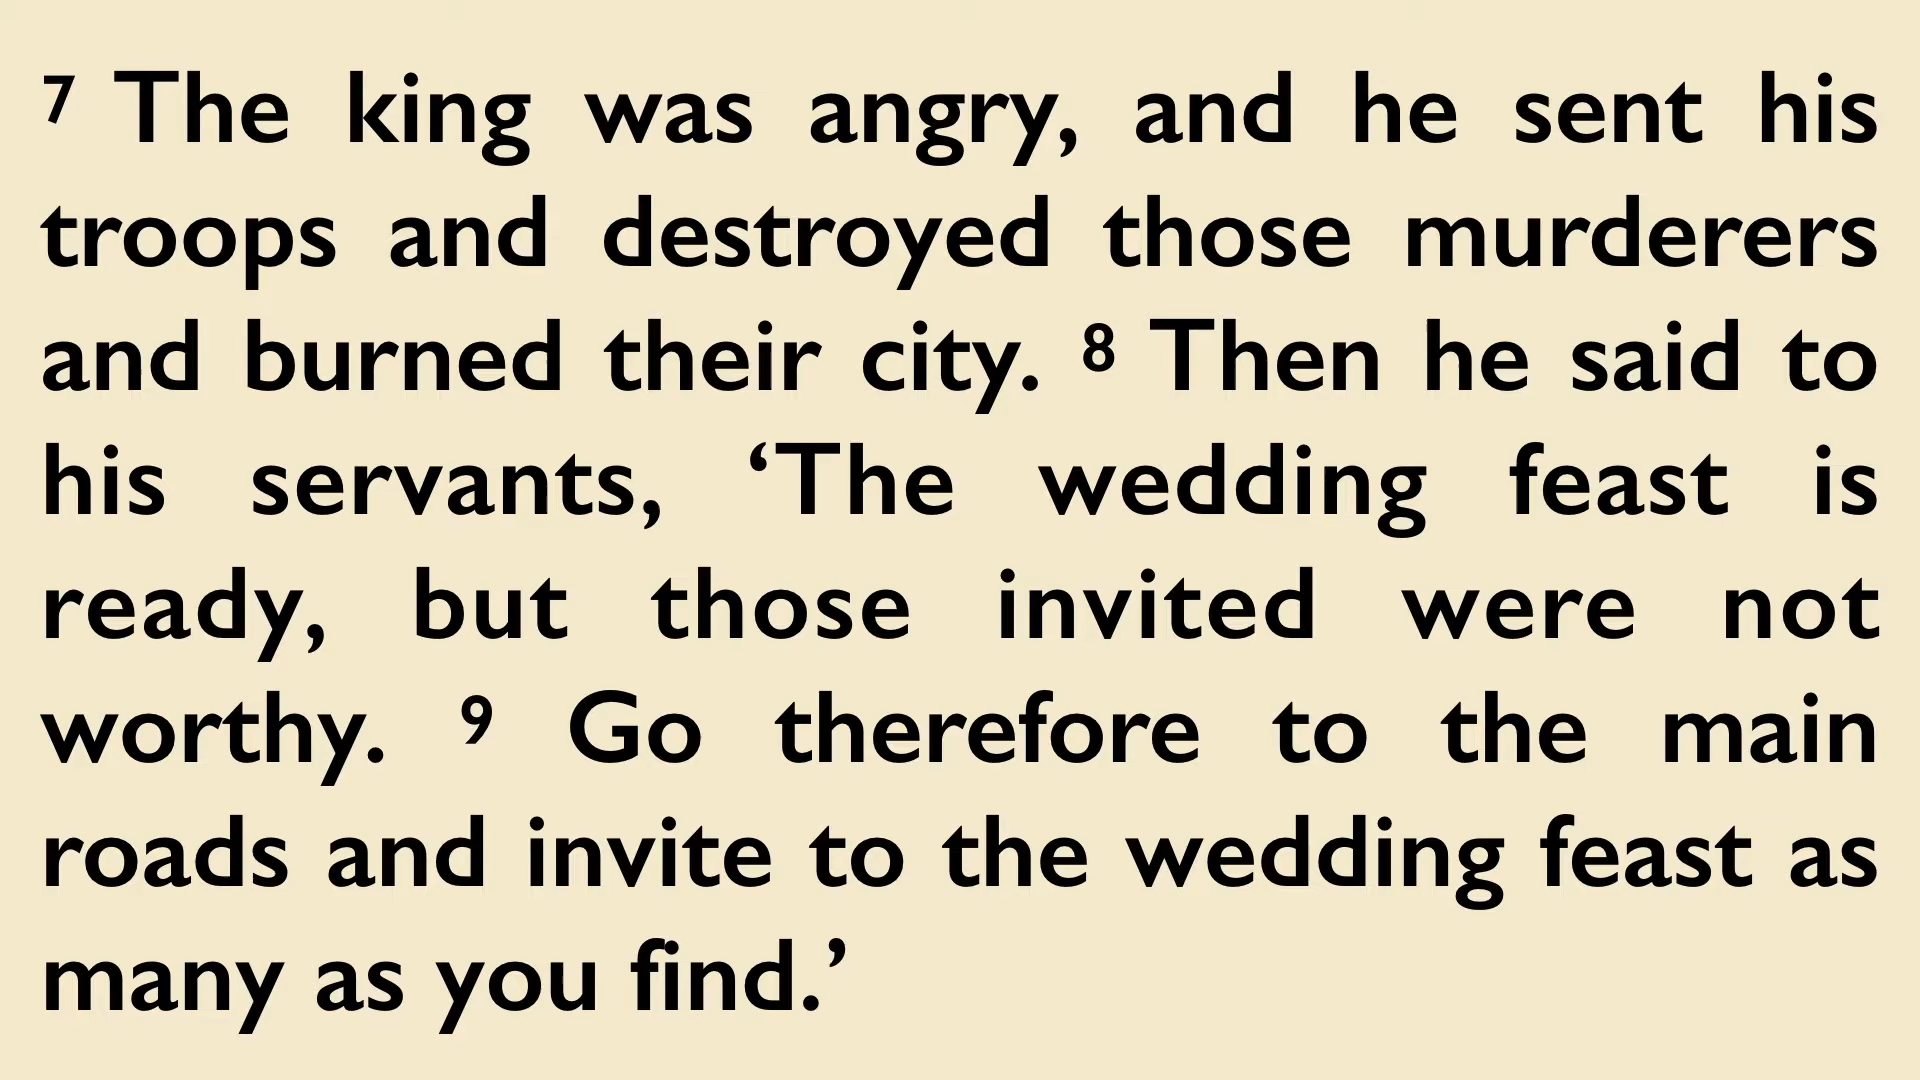 ⁷ The king was angry, and he sent his
troops and destroyed those murderers
and burned their city. ⁸ Then he said to
his servants, ‘The wedding feast is
ready, but those invited were not
worthy. ⁹ Go therefore to the main
roads and invite to the wedding feast as
many as you find.’